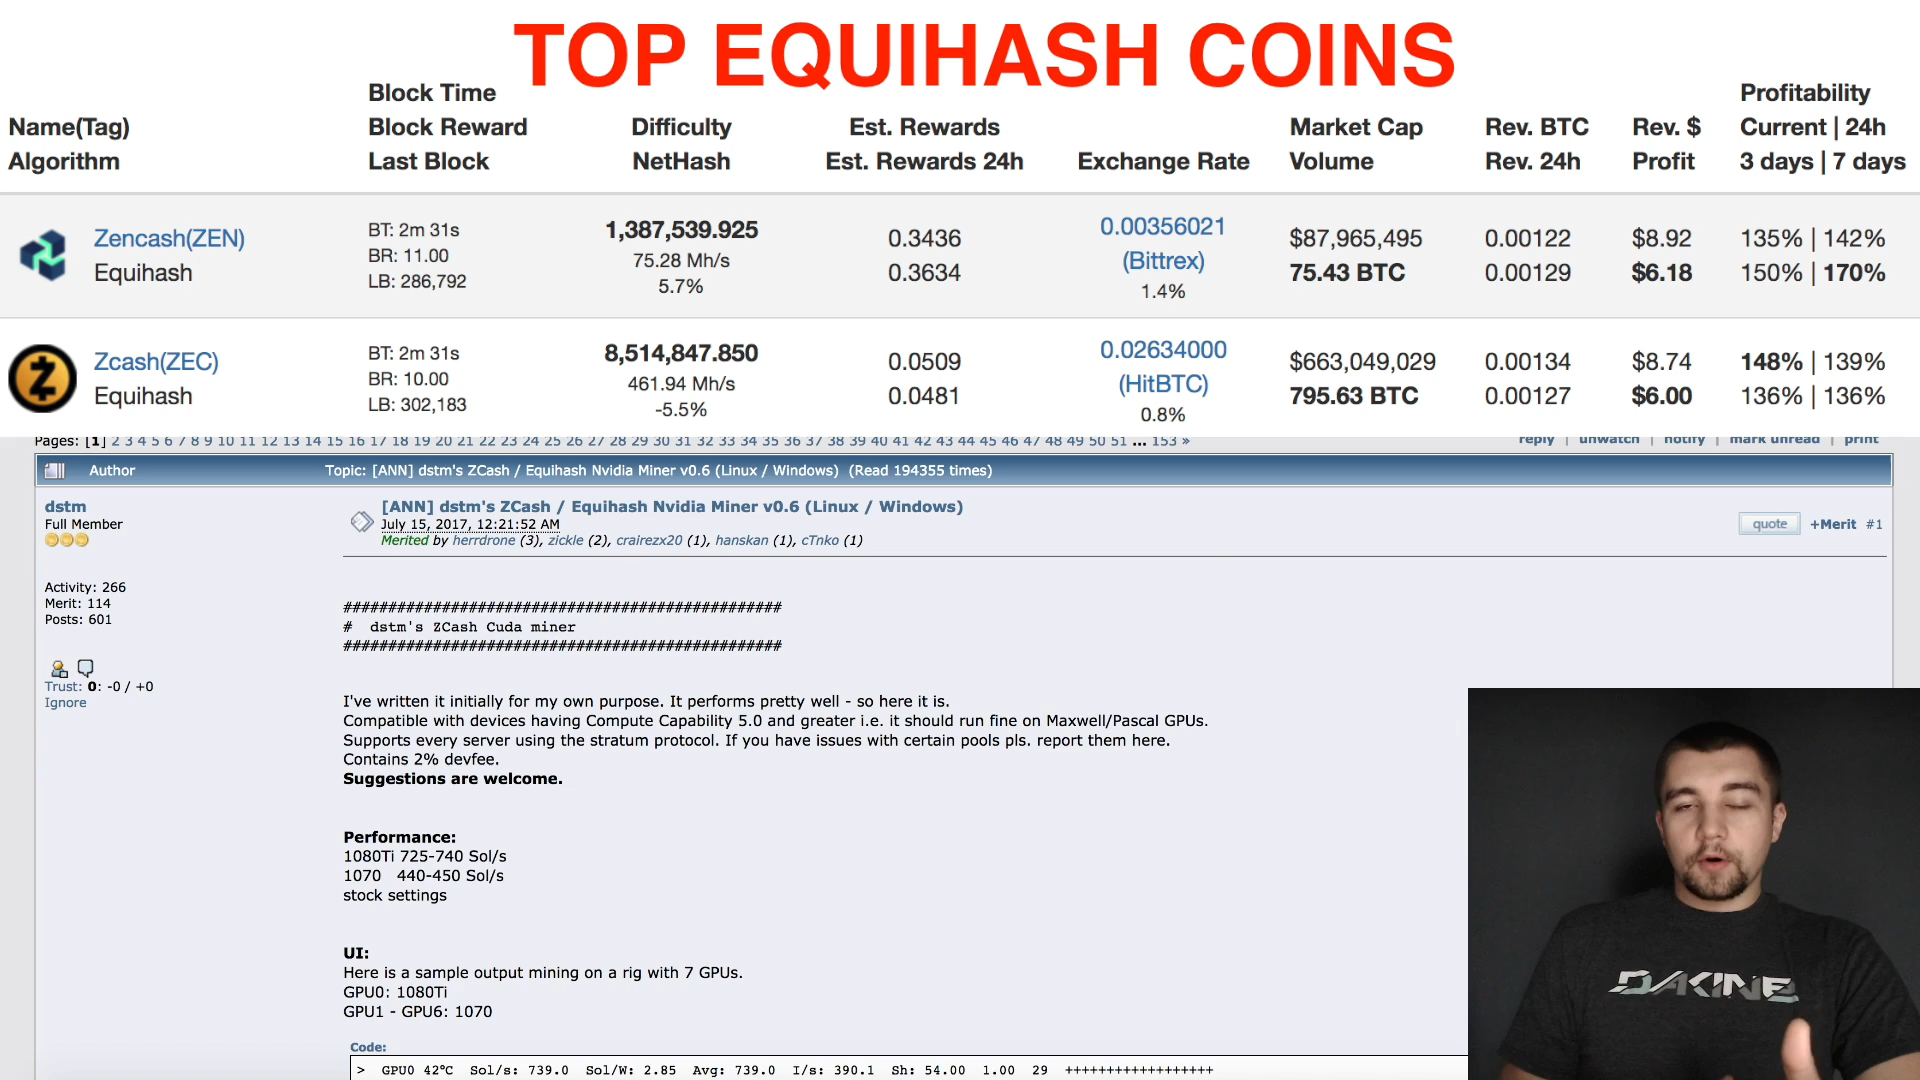 TOP EQUIHASH COINS
Name(Tag)
Algorithm
Block Time
Block Reward
Last Block
Difficulty
NetHash
Est. Rewards
Est. Rewards 24h
Exchange Rate
Market Cap
Volume
Rev. BTC
Rev. 24h
Rev. $
Profit
Profitability
Current | 24h
3 days | 7 days
Zencash(ZEN)
Equihash
BT: 2m 31s
BR: 11.00
LB: 286,792
1,387,539.925
75.28 Mh/s
5.7%
0.3436
0.3634
0.00356021
(Bittrex)
1.4%
$87,965,495
75.43 BTC
0.00122
0.00129
$8.92
$6.18
135% | 142%
150% | 170%
Zcash(ZEC)
Equihash
BT: 2m 31s
BR: 10.00
LB: 302,183
8,514,847.850
461.94 Mh/s
-5.5%
0.0509
0.0481
0.02634000
(HitBTC)
0.8%
$663,049,029
795.63 BTC
0.00134
0.00127
$8.74
$6.00
148% | 139%
136% | 136%
Pages: [1] 2 3 4 5 6 7 8 9 10 11 12 13 14 15 16 17 18 19 20 21 22 23 24 25 26 27 28 29 30 31 32 33 34 35 36 37 38 39 40 41 42 43 44 45 46 47 48 49 50 51 ... 153 »
reply | unwatch | notify | mark unread | print
Author
Topic: [ANN] dstm's ZCash / Equihash Nvidia Miner v0.6 (Linux / Windows) (Read 194355 times)
dstm
Full Member
Activity: 266
Merit: 114
Posts: 601
Trust: 0: -0 / +0
Ignore
[ANN] dstm's ZCash / Equihash Nvidia Miner v0.6 (Linux / Windows)
July 15, 2017, 12:21:52 AM
Merited by herrdrone (3), zickle (2), crairezx20 (1), hanskan (1), cTnko (1)
quote +Merit #1
#################################################
# dstm's ZCash Cuda miner
#################################################
I've written it initially for my own purpose. It performs pretty well - so here it is.
Compatible with devices having Compute Capability 5.0 and greater i.e. it should run fine on Maxwell/Pascal GPUs.
Supports every server using the stratum protocol. If you have issues with certain pools pls. report them here.
Contains 2% devfee.
Suggestions are welcome.
Performance:
1080Ti 725-740 Sol/s
1070 440-450 Sol/s
stock settings
UI:
Here is a sample output mining on a rig with 7 GPUs.
GPU0: 1080Ti
GPU1 - GPU6: 1070
Code:
> GPU0 42°C Sol/s: 739.0 Sol/W: 2.85 Avg: 739.0 I/s: 390.1 Sh: 54.00 1.00 29 ++++++++++++++++++
DAKINE